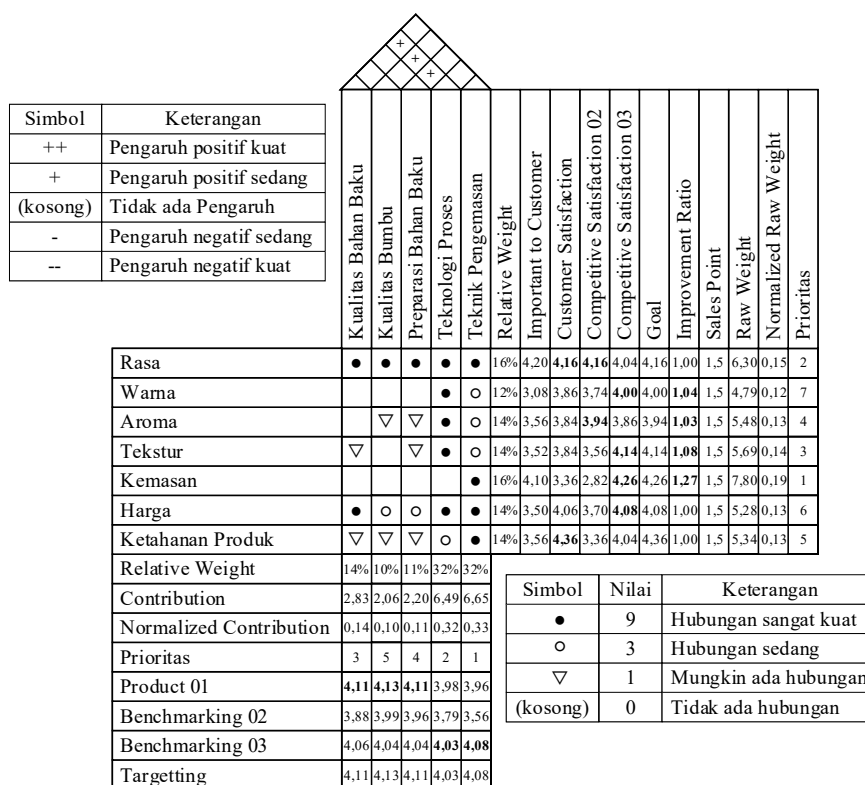 +
+
+
Simbol Keterangan
++ Pengaruh positif kuat
+ Pengaruh positif sedang
(kosong) Tidak ada Pengaruh
- Pengaruh negatif sedang
-- Pengaruh negatif kuat
Kualitas Bahan Baku
Kualitas Bumbu
Preparasi Bahan Baku
Teknologi Proses
Teknik Pengemasan
Relative Weight
Important to Customer
Customer Satisfaction
Competitive Satisfaction 02
Competitive Satisfaction 03
Goal
Improvement Ratio
Sales Point
Raw Weight
Normalized Raw Weight
Prioritas
Rasa ● ● ● ● ● 16% 4,20 4,16 4,16 4,04 4,16 1,00 1,5 6,30 0,15 2
Warna ● ○ 12% 3,08 3,86 3,74 4,00 4,00 1,04 1,5 4,79 0,12 7
Aroma ▽ ▽ ● ○ 14% 3,56 3,84 3,94 3,86 3,94 1,03 1,5 5,48 0,13 4
Tekstur ▽ ▽ ● ○ 14% 3,52 3,84 3,56 4,14 4,14 1,08 1,5 5,69 0,14 3
Kemasan ● 16% 4,10 3,36 2,82 4,26 4,26 1,27 1,5 7,80 0,19 1
Harga ● ○ ○ ● ● 14% 3,50 4,06 3,70 4,08 4,08 1,00 1,5 5,28 0,13 6
Ketahanan Produk ▽ ▽ ▽ ○ ● 14% 3,56 4,36 3,36 4,04 4,36 1,00 1,5 5,34 0,13 5
Relative Weight 14% 10% 11% 32% 32%
Contribution 2,83 2,06 2,20 6,49 6,65
Normalized Contribution 0,14 0,10 0,11 0,32 0,33
Prioritas 3 5 4 2 1
Product 01 4,11 4,13 4,11 3,98 3,96
Benchmarking 02 3,88 3,99 3,96 3,79 3,56
Benchmarking 03 4,06 4,04 4,04 4,03 4,08
Targetting 4,11 4,13 4,11 4,03 4,08
Simbol Nilai Keterangan
● 9 Hubungan sangat kuat
○ 3 Hubungan sedang
▽ 1 Mungkin ada hubungan
(kosong) 0 Tidak ada hubungan